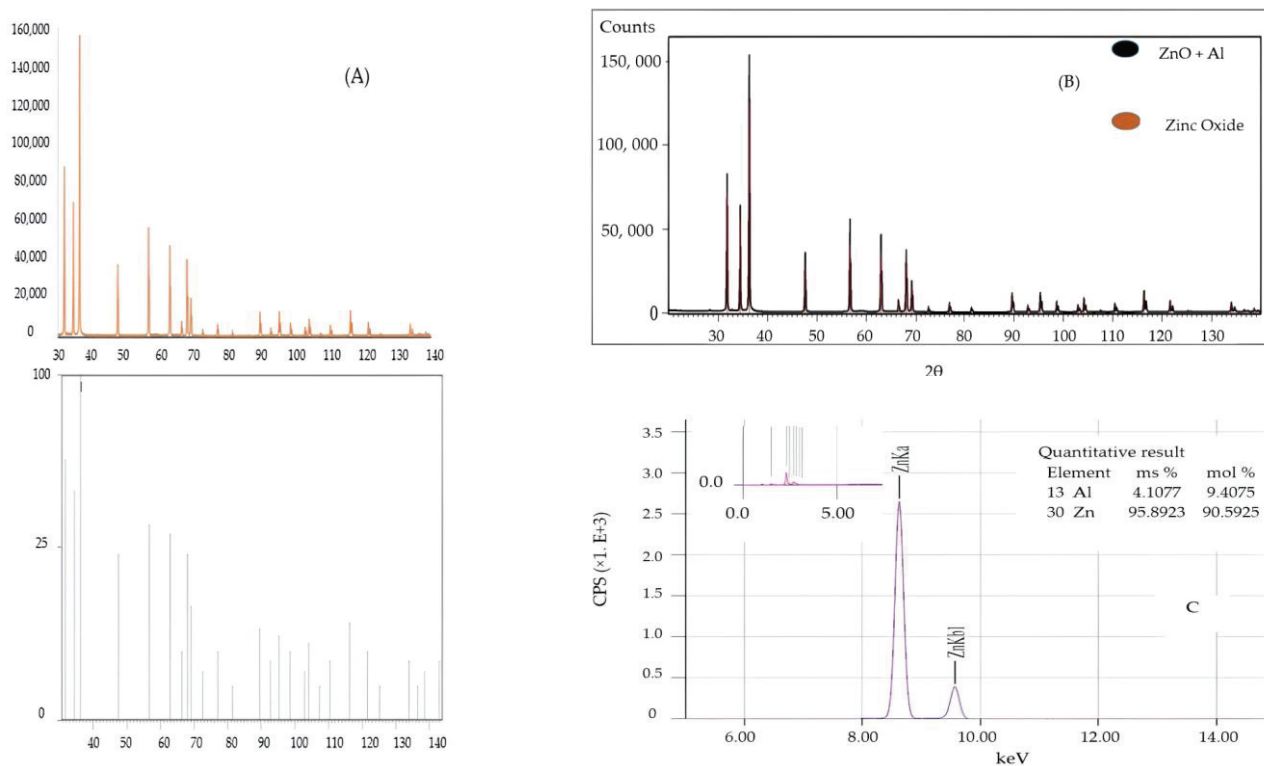 160,000
140,000
120,000
100,000
80,000
60,000
40,000
20,000
0
30 40 50 60 70 80 90 100 110 120 130 140
(A)
100
25
0
40 50 60 70 80 90 100 110 120 130 140
Counts
150, 000
100, 000
50, 000
0
30 40 50 60 70 80 90 100 110 120 130
2θ
(B)
ZnO + Al
Zinc Oxide
3.5
3.0
2.5
2.0
1.5
1.0
0.5
0
CPS (×1. E+3)
0.0
0.0 5.00
ZnKa
ZnKb1
Quantitative result
Element ms % mol %
13 Al 4.1077 9.4075
30 Zn 95.8923 90.5925
C
6.00 8.00 10.00 12.00 14.00
keV